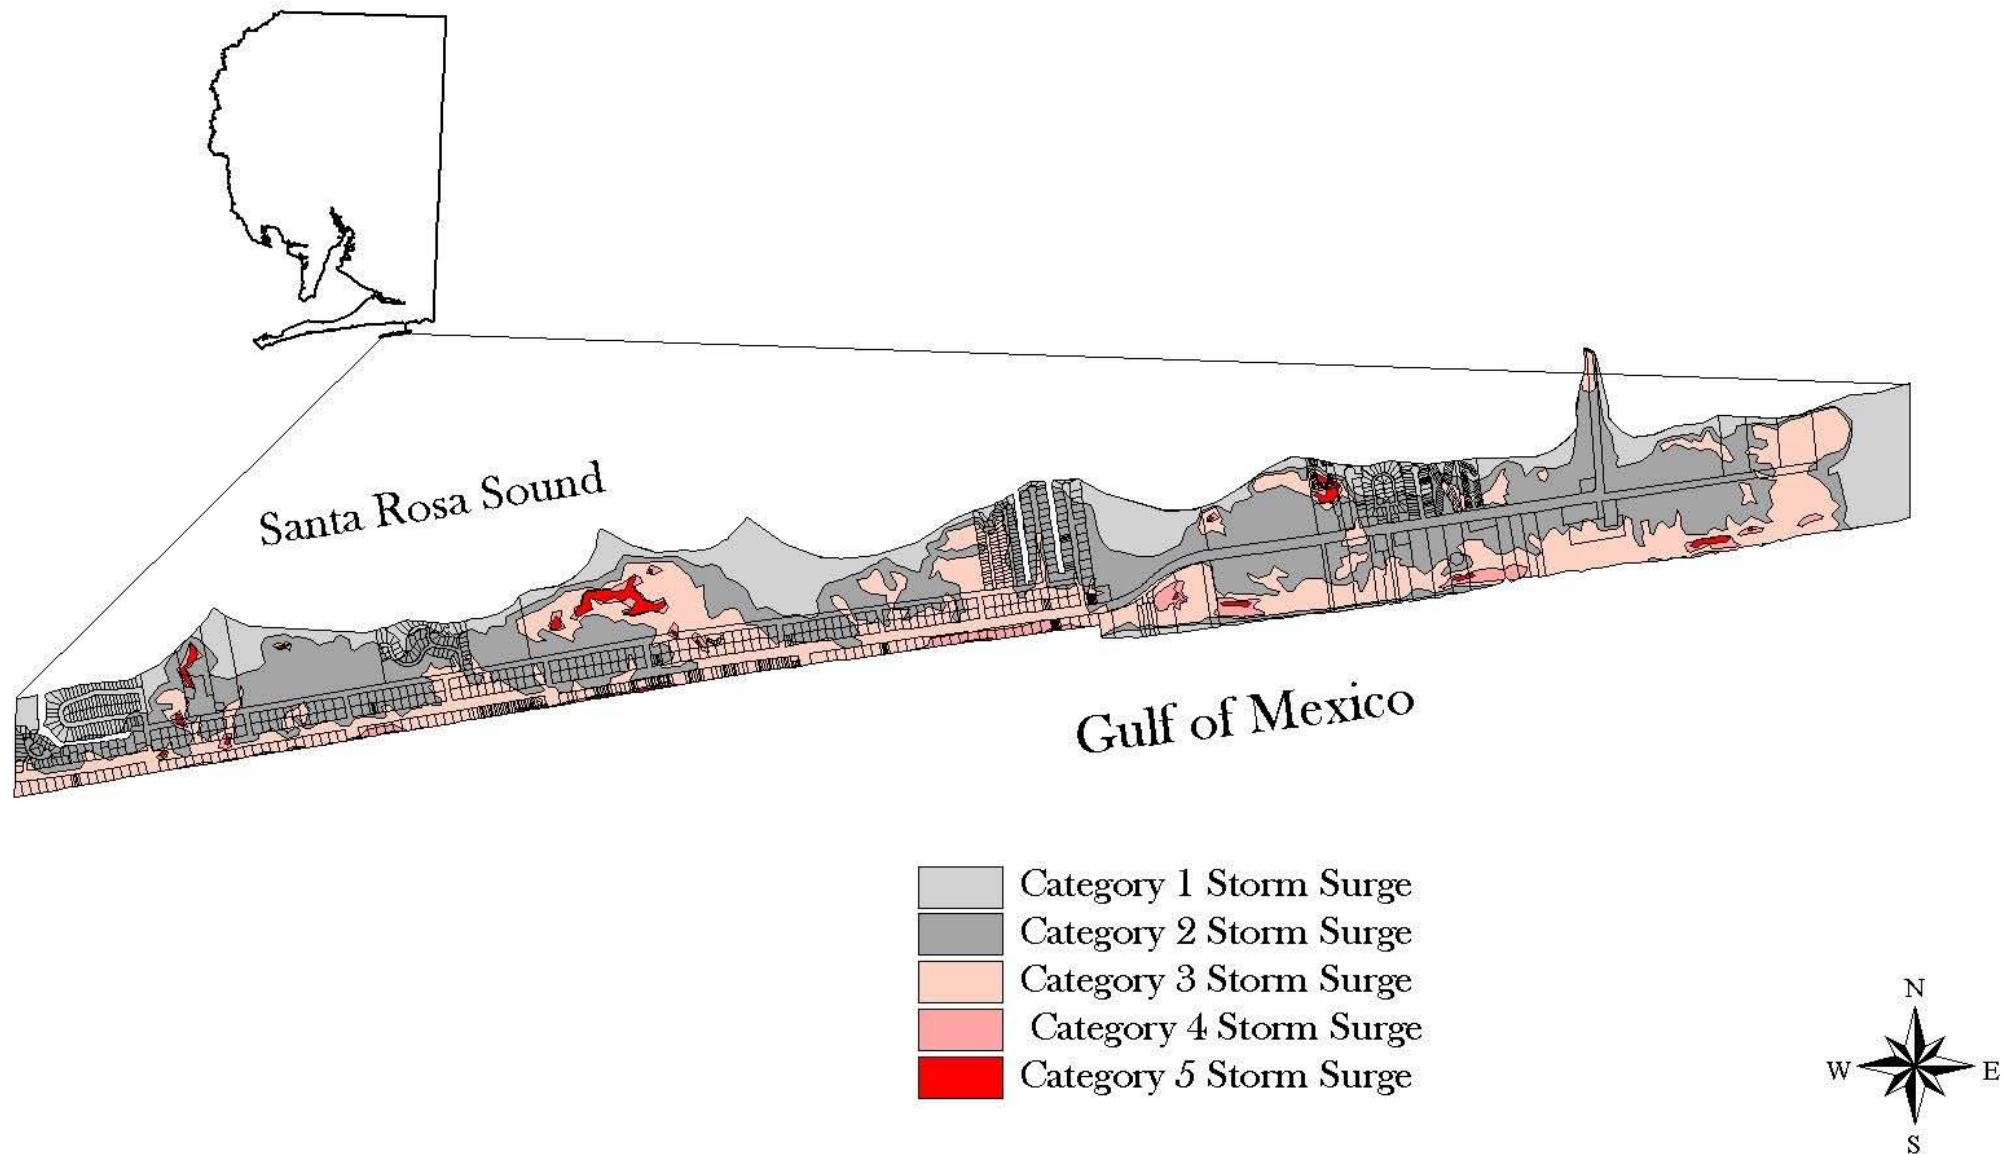 Santa Rosa Sound
Gulf of Mexico
Category 1 Storm Surge
Category 2 Storm Surge
Category 3 Storm Surge
Category 4 Storm Surge
Category 5 Storm Surge
N
W E
S